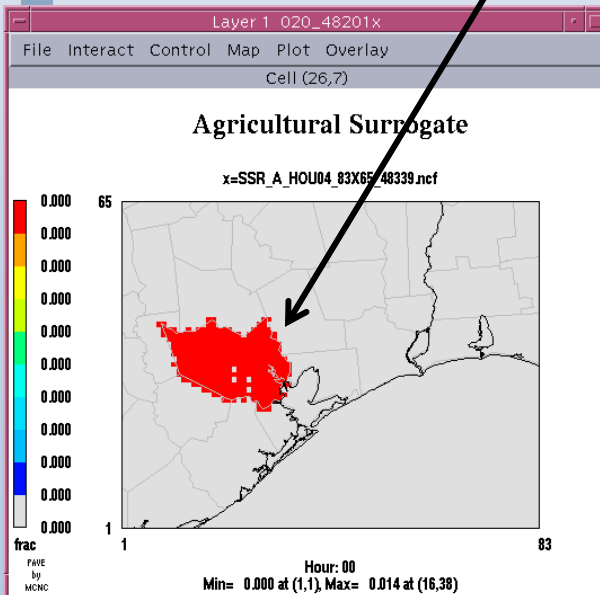 Layer 1 020_48201x
File Interact Control Map Plot Overlay
Cell (26,7)
Agricultural Surrogate
x=SSR_A_HOU04_83X65_48339.ncf
65
0.000
0.000
0.000
0.000
0.000
0.000
0.000
0.000
0.000
0.000
0.000
1
frac
1
83
PAVE
by
MCNC
Hour: 00
Min= 0.000 at (1,1), Max= 0.014 at (16,38)